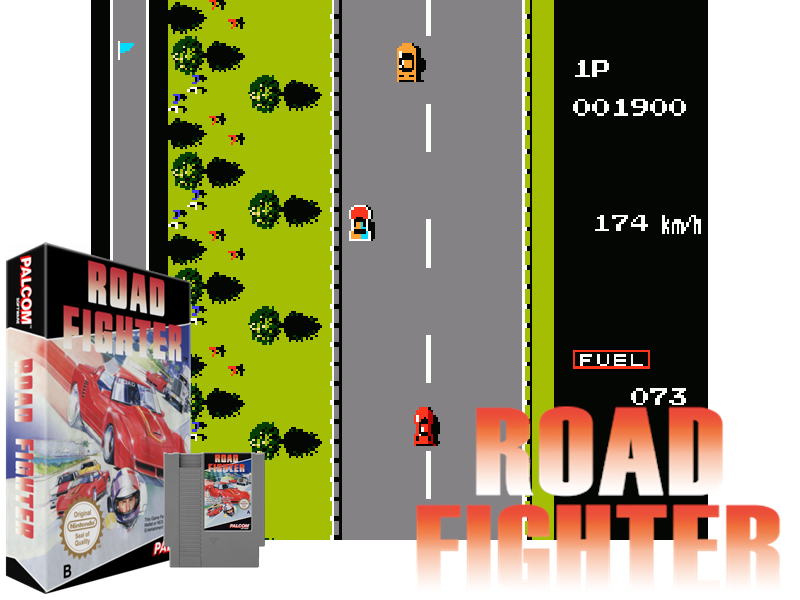 1P
001900
174 km/h
FUEL
073
PALCOM
ROAD
FIGHTER
ROAD FIGHTER
Original
Nintendo
Seal of
Quality
B
ROAD
FIGHTER
PALCOM
ROAD
FIGHTER